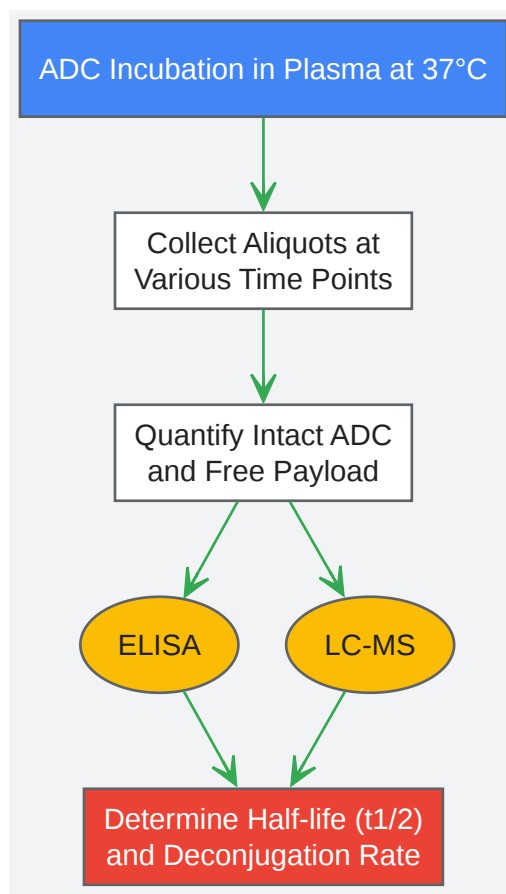 ADC Incubation in Plasma at 37°C
Collect Aliquots at
Various Time Points
Quantify Intact ADC
and Free Payload
ELISA
LC-MS
Determine Half-life (t1/2)
and Deconjugation Rate